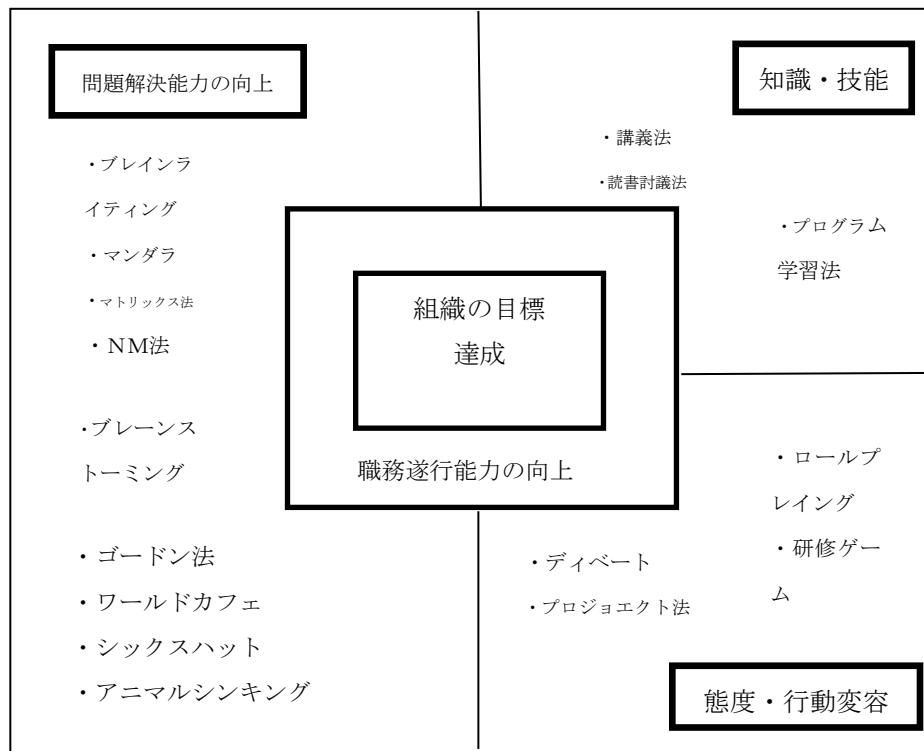 問題解決能力の向上
・ブレインラ
イティング
・マンダラ
・マトリックス法
・NM法
・ブレーンス
トーミング
・ゴードン法
・ワールドカフェ
・シックスハット
・アニマルシンキング
知識・技能
・講義法
・読書討議法
・プログラム
学習法
組織の目標
達成
職務遂行能力の向上
・ディベート
・プロジョエクト法
・ロールプ
レイング
・研修ゲー
ム
態度・行動変容